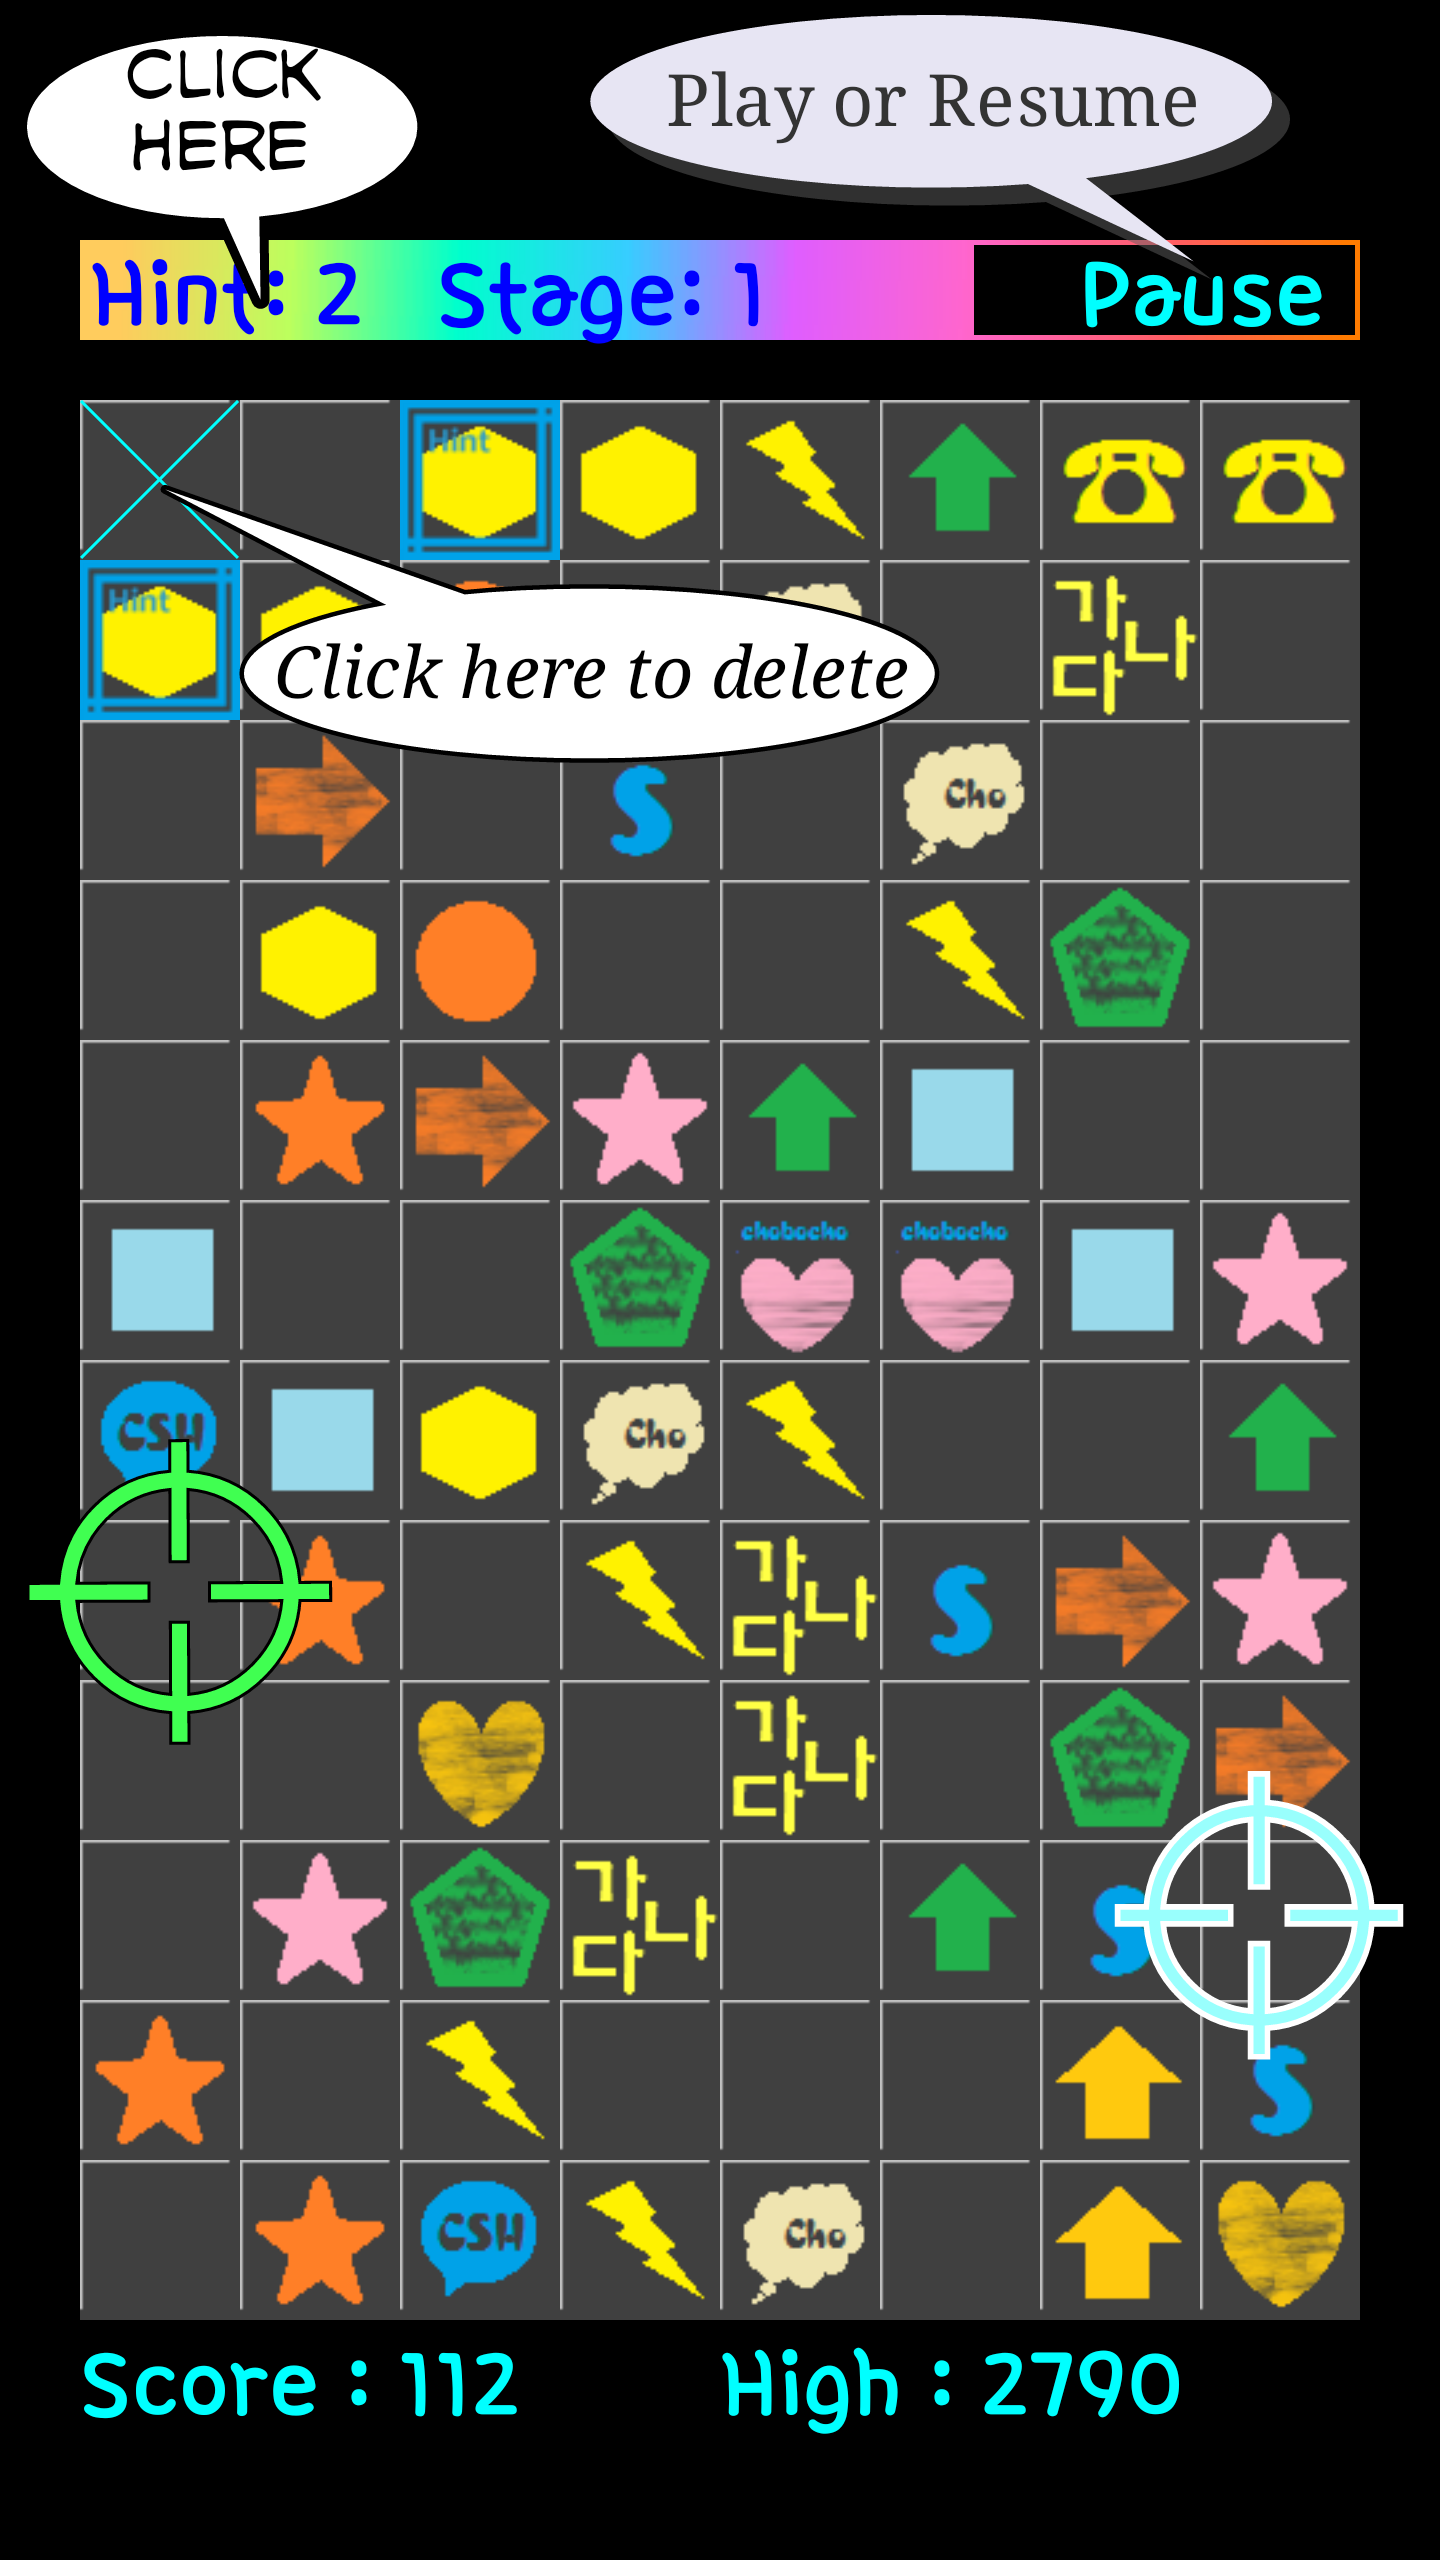 CLICK
HERE
Play or Resume
Hint: 2 Stage: 1 Pause
Hint
Hint
가
나
다
Click here to delete
S
Cho
chobocho chobocho
CSH
Cho
가
나
다
S
가
나
다
가
나
다
S
S
CSH
Cho
Score : 112 High : 2790